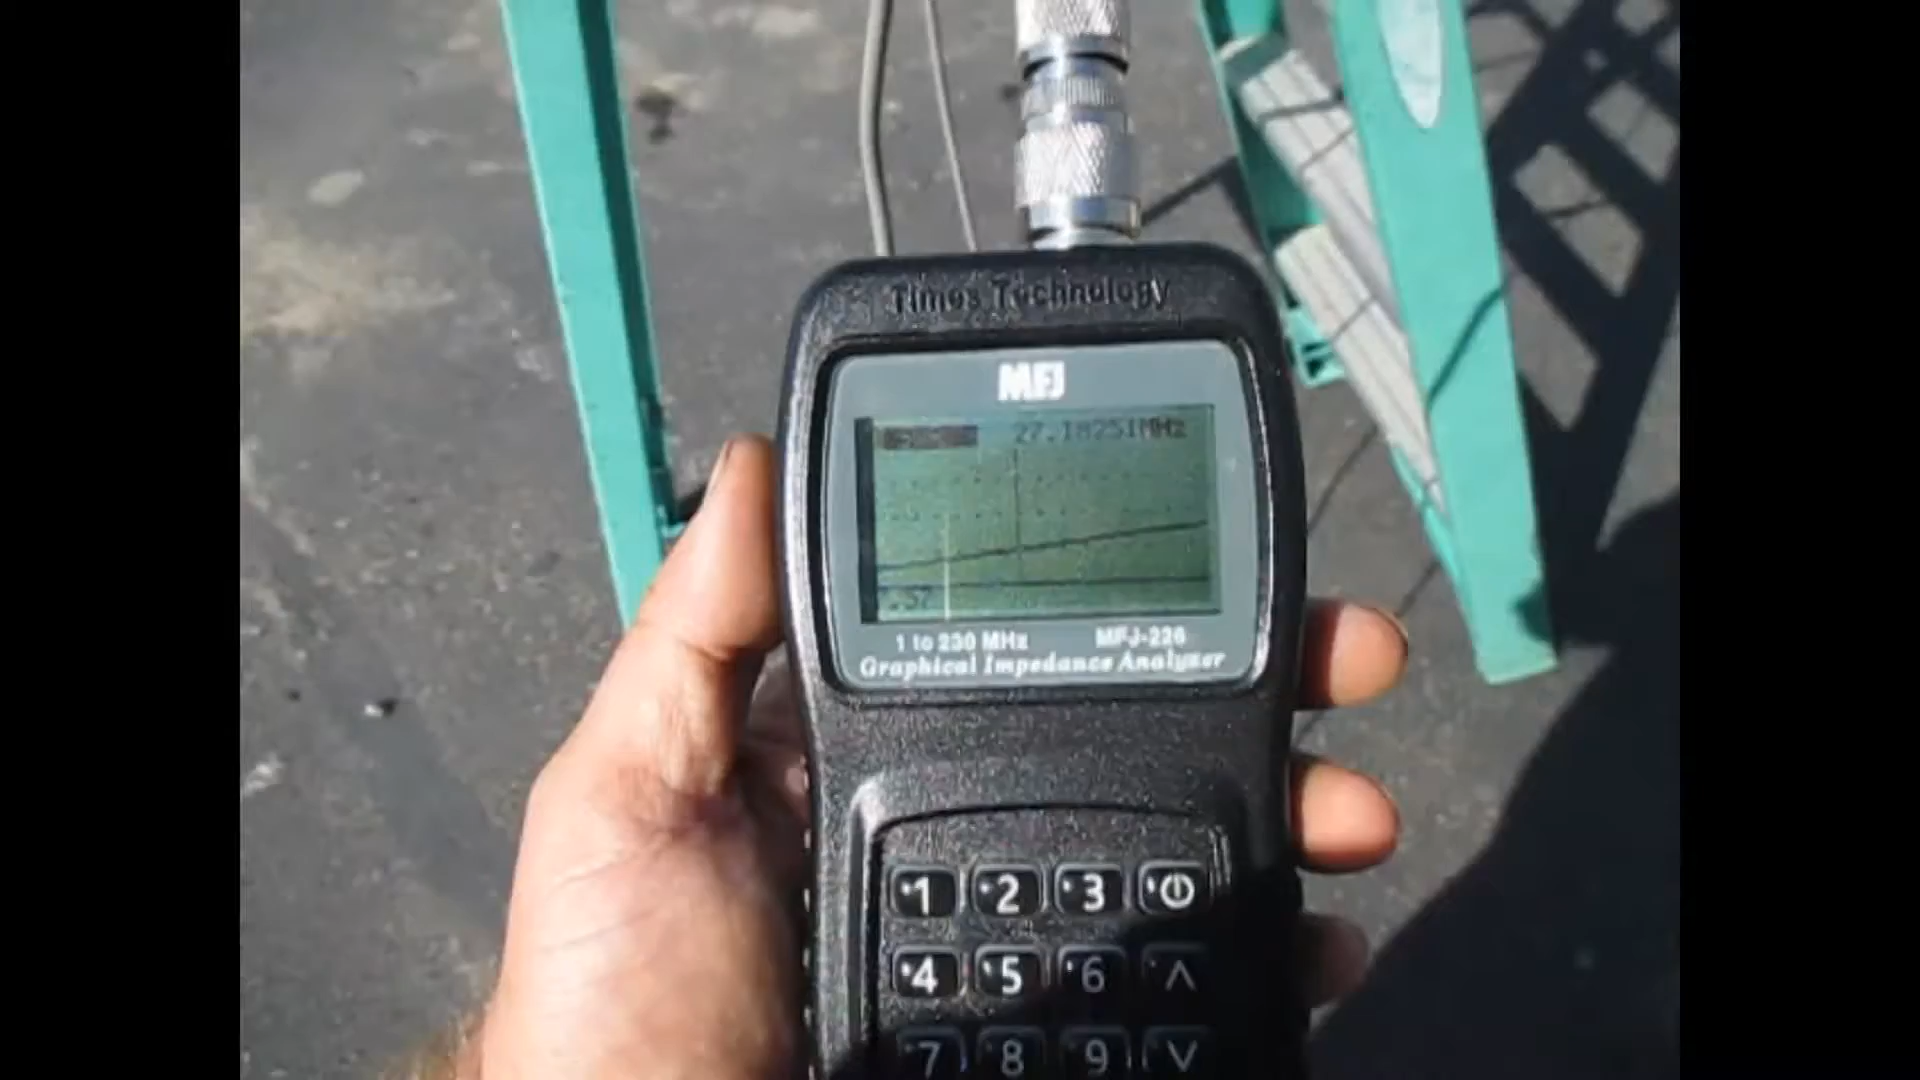 Times Technology
MFJ
27.18251MHz
.57
1 to 230 MHz MFJ-226
Graphical Impedance Analyzer
1 2 3
4 5 6
7 8 9